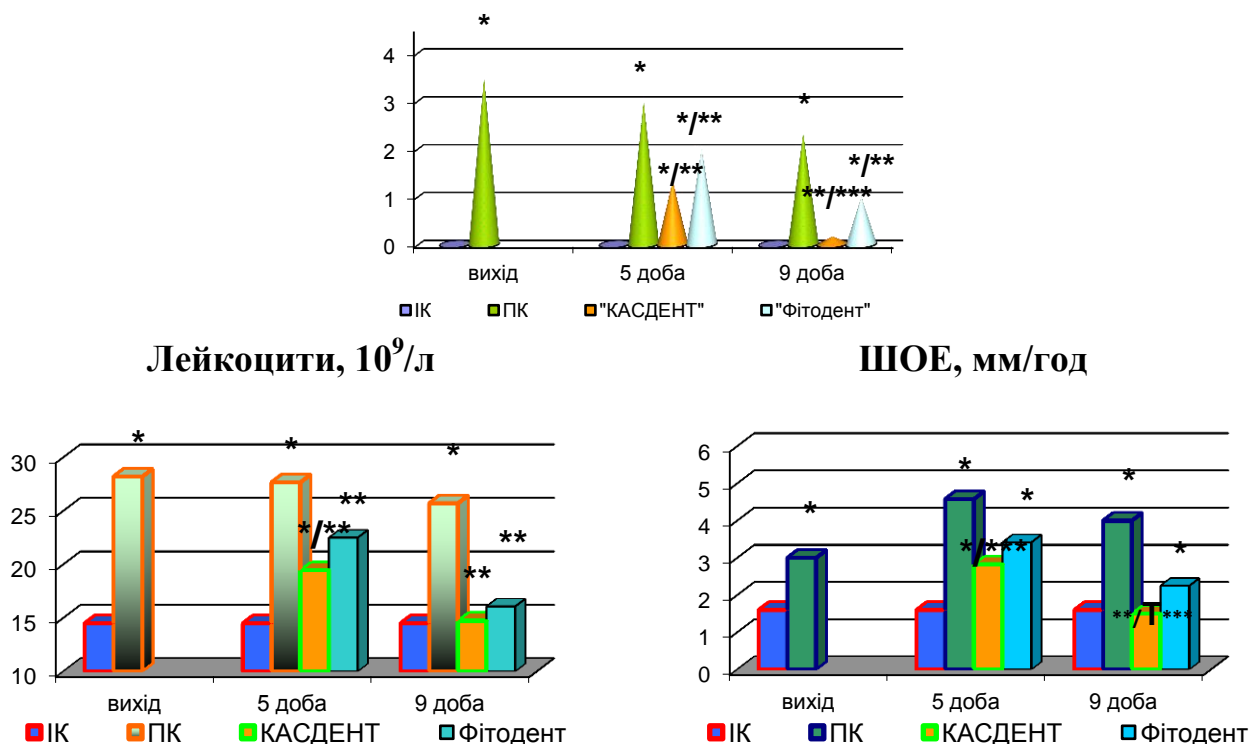 *
4
*
*
3
*/**
2
*/**
*/**
**/***
1
0
вихід
5 доба
9 доба
ІК
ПК
"КАСДЕНТ"
"Фітодент"
Лейкоцити, 10⁹/л
30
25
20
15
10
*
*
*
**
*/**
**
**
вихід
5 доба
9 доба
ІК
ПК
КАСДЕНТ
Фітодент
ШОЕ, мм/год
6
5
4
3
2
1
0
*
*
*
*
*/***
*
**/Т ***
вихід
5 доба
9 доба
ІК
ПК
КАСДЕНТ
Фітодент